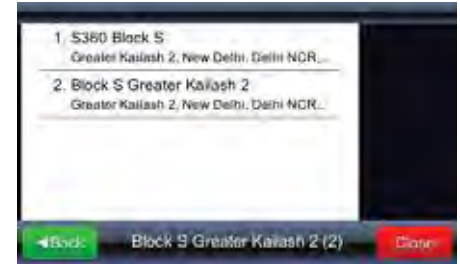 1. S360 Block S
Greater Kailash 2, New Delhi, Delhi NCR...
2. Block S Greater Kailash 2
Greater Kailash 2, New Delhi, Delhi NCR...
Back Block S Greater Kailash 2 (2) Close